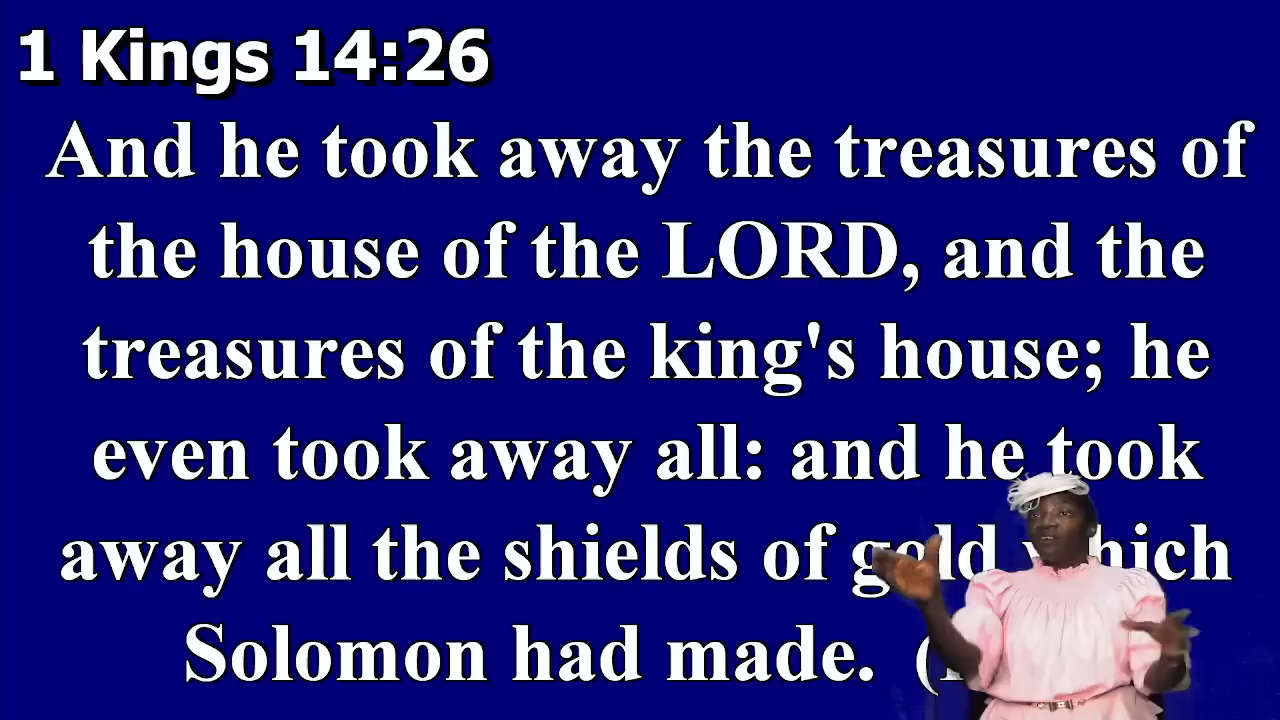 1 Kings 14:26
And he took away the treasures of
the house of the LORD, and the
treasures of the king's house; he
even took away all: and he took
away all the shields of gold which
Solomon had made. (